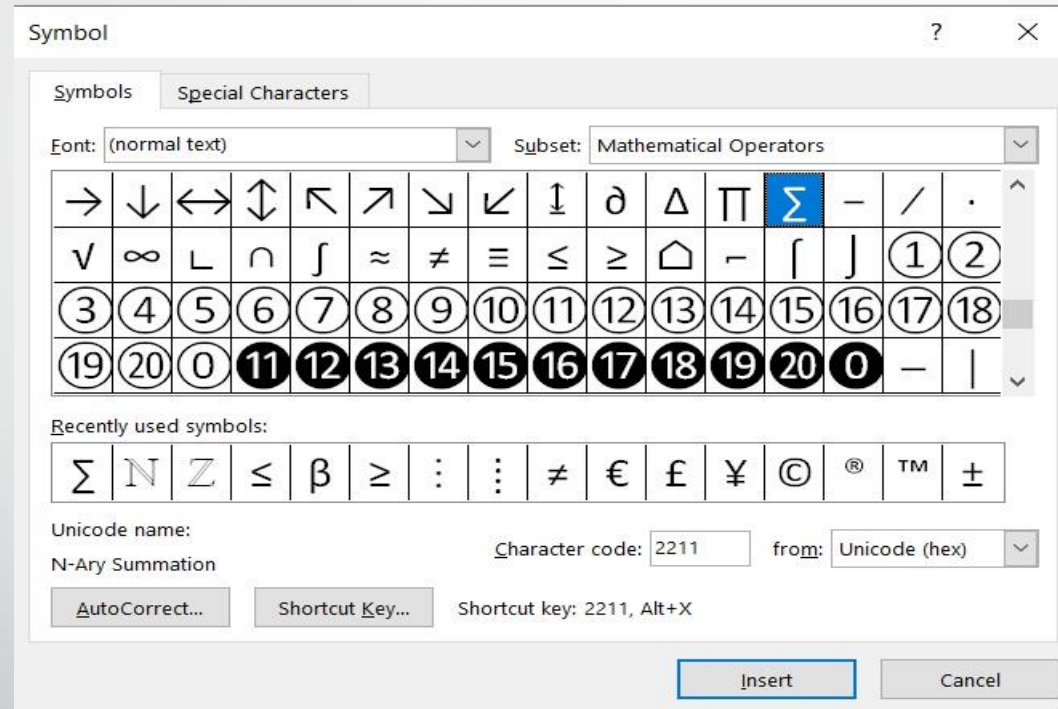 Symbol ? ×
Symbols Special Characters
Font: (normal text) Subset: Mathematical Operators
→ ↓ ↔ ↕ ↖ ↗ ↘ ↙ ↨ ∂ ∆ ∏ ∑ − ∕ ∙
√ ∞ ∟ ∩ ∫ ≈ ≠ ≡ ≤ ≥ ⌂ ⌐ ⌠ ⌡ ① ②
③ ④ ⑤ ⑥ ⑦ ⑧ ⑨ ⑩ ⑪ ⑫ ⑬ ⑭ ⑮ ⑯ ⑰ ⑱
⑲ ⑳ ⓪ ⓫ ⓬ ⓭ ⓮ ⓯ ⓰ ⓱ ⓲ ⓳ ⓴ ⓿ ─ │
Recently used symbols:
∑ ℕ ℤ ≤ β ≥ ⋮ ⁞ ≠ € £ ¥ © ® ™ ±
Unicode name:
N-Ary Summation
Character code: 2211 from: Unicode (hex)
AutoCorrect... Shortcut Key... Shortcut key: 2211, Alt+X
Insert Cancel